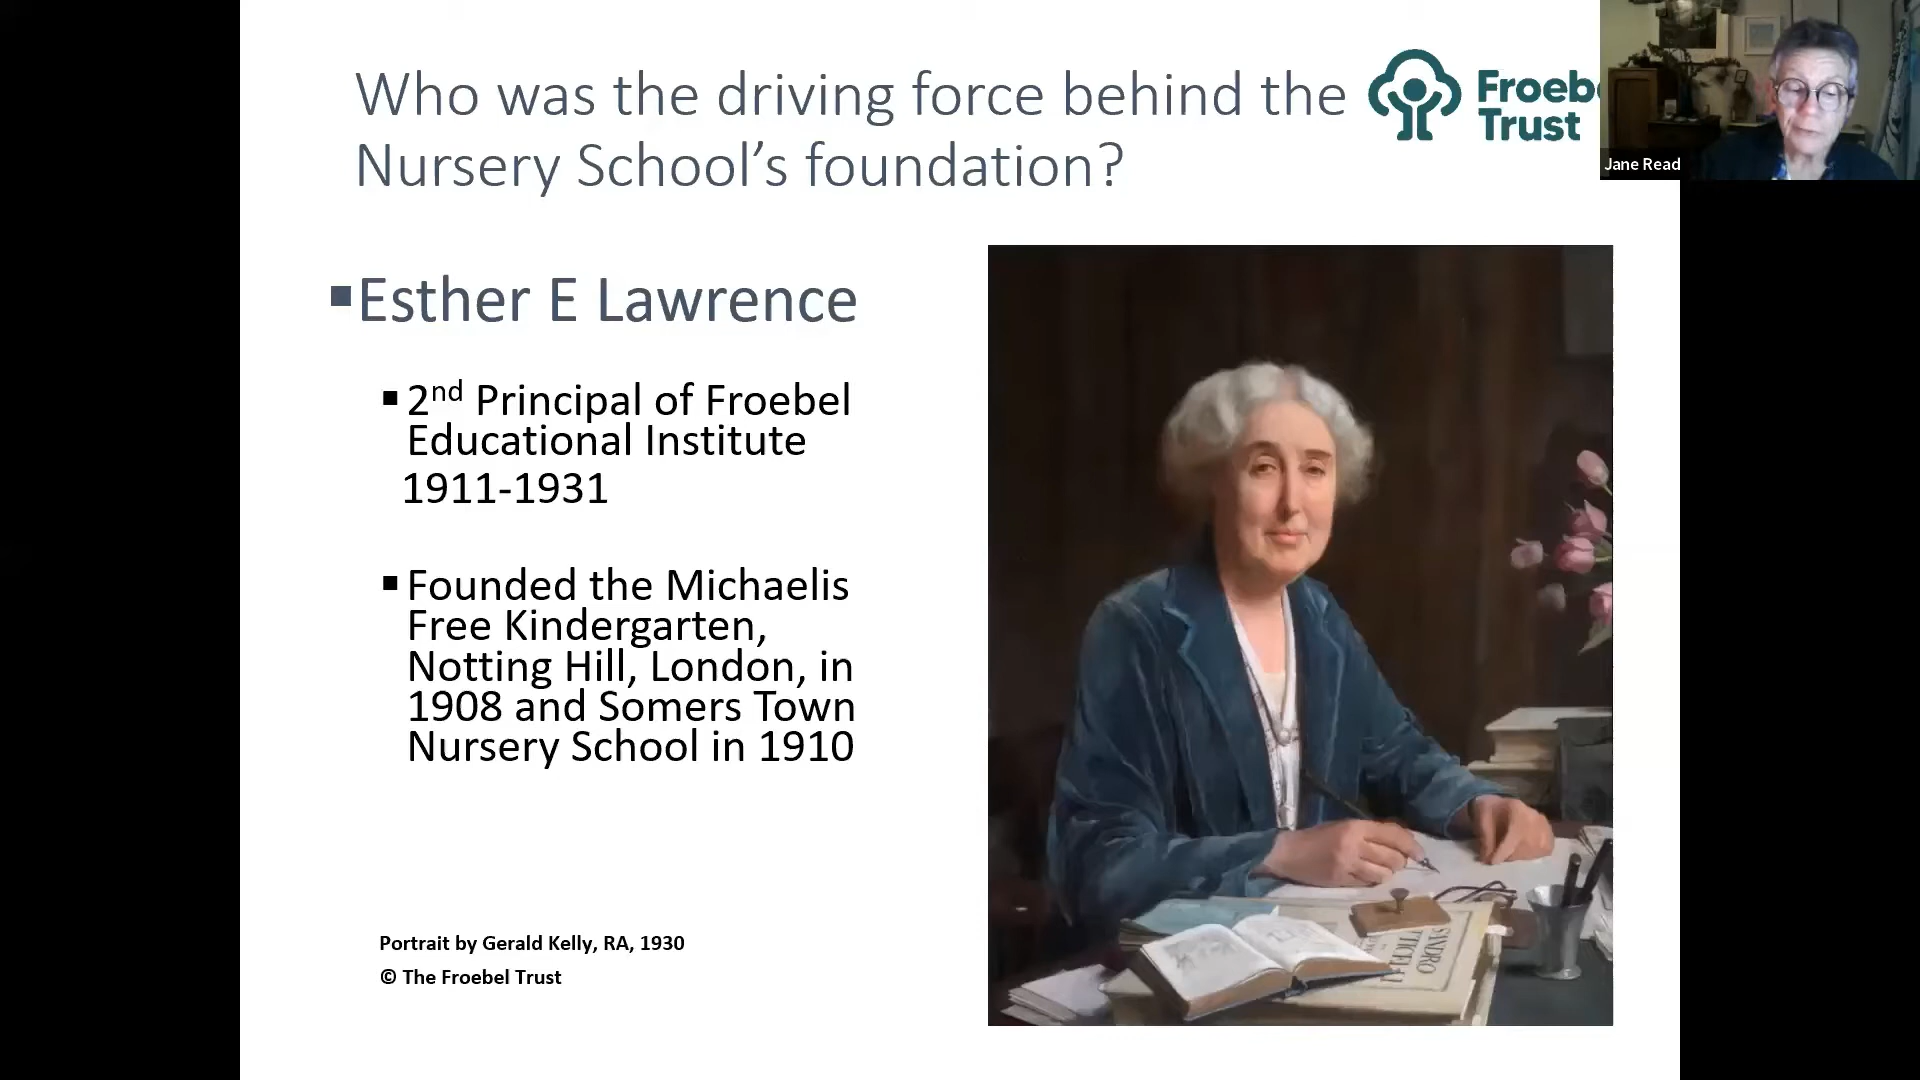 Who was the driving force behind the
Nursery School’s foundation?
Froeb
Trust
Jane Read
▪Esther E Lawrence
▪2nd Principal of Froebel
Educational Institute
1911-1931
▪Founded the Michaelis
Free Kindergarten,
Notting Hill, London, in
1908 and Somers Town
Nursery School in 1910
Portrait by Gerald Kelly, RA, 1930
© The Froebel Trust
SANDRO